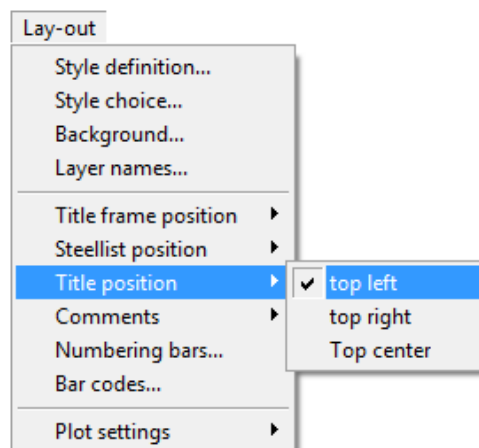 Lay-out
Style definition...
Style choice...
Background...
Layer names...
Title frame position
Steellist position
Title position
top left
Comments
top right
Numbering bars...
Top center
Bar codes...
Plot settings